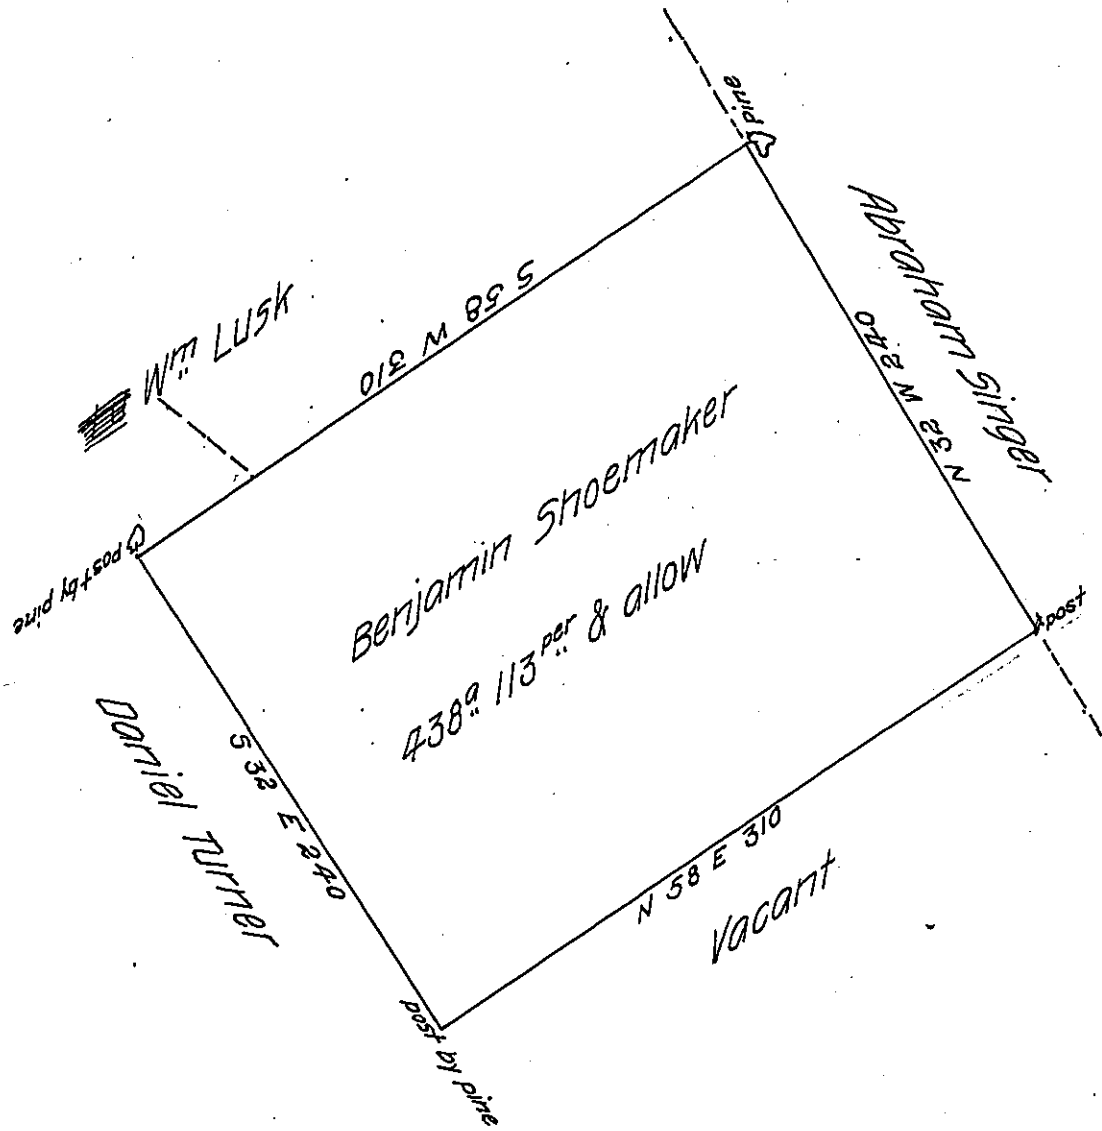 pine
Abraham Singer
N 32 W 240
S 58 W 310
Wm Lusk
post by pine
Benjamin Shoemaker
438a 113per & allow
post
Daniel Turner
S 32 E 240
N 58 E 310
Vacant
post by pine